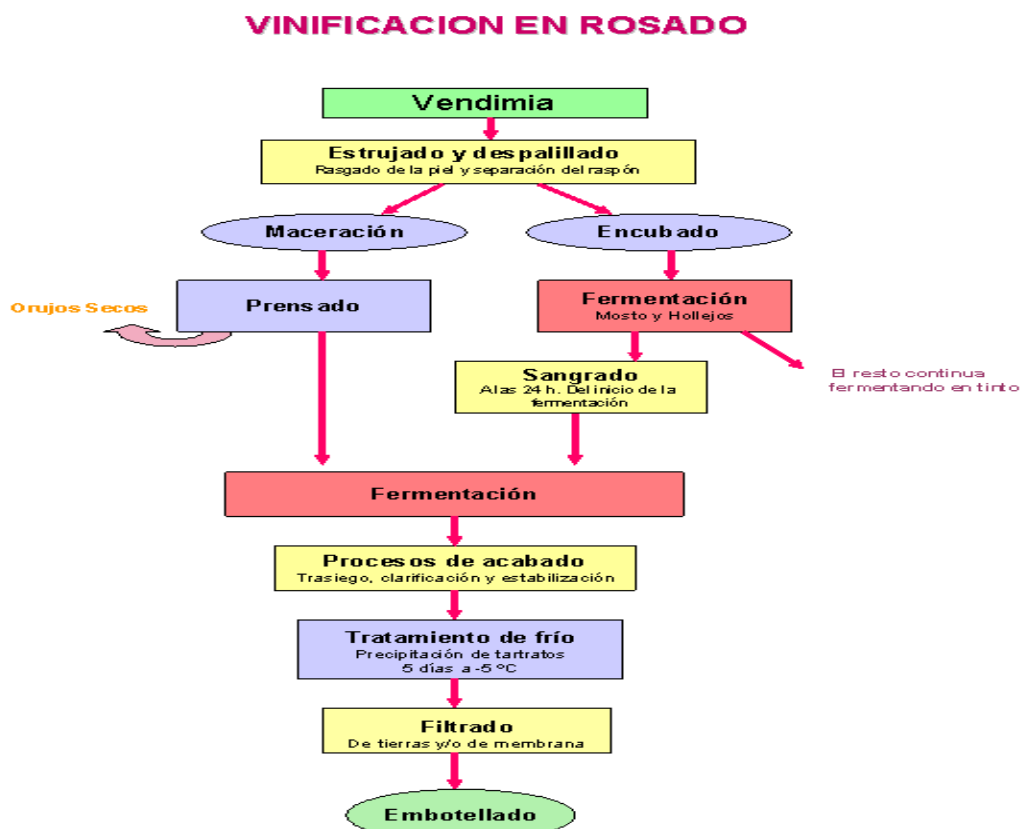 VINIFICACION EN ROSADO
Vendimia
Estrujado y despalillado
Rasgado de la piel y separación del raspón
Maceración
Encubado
Orujos Secos
Prensado
Fermentación
Mosto y Hollejos
Sangrado
A las 24 h. Del inicio de la
fermentación
El resto continua
fermentando en tinto
Fermentación
Procesos de acabado
Trasiego, clarificación y estabilización
Tratamiento de frío
Precipitación de tartratos
5 días a -5 ºC
Filtrado
De tierras y/o de membrana
Embotellado